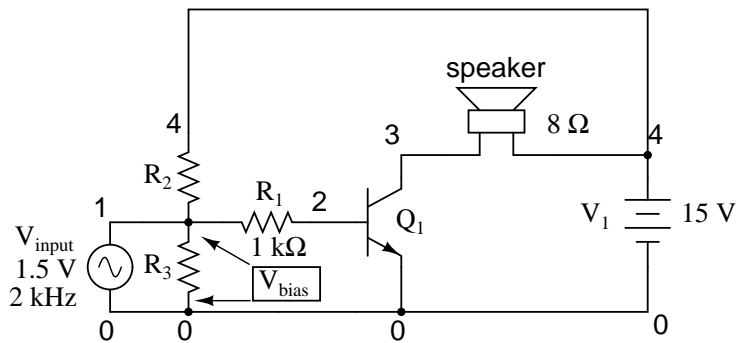 speaker
4
3
8 Ω
4
R2
R1
1
2
Q1
V1
15 V
Vinput
1.5 V
2 kHz
R3
1 kΩ
Vbias
0
0
0
0